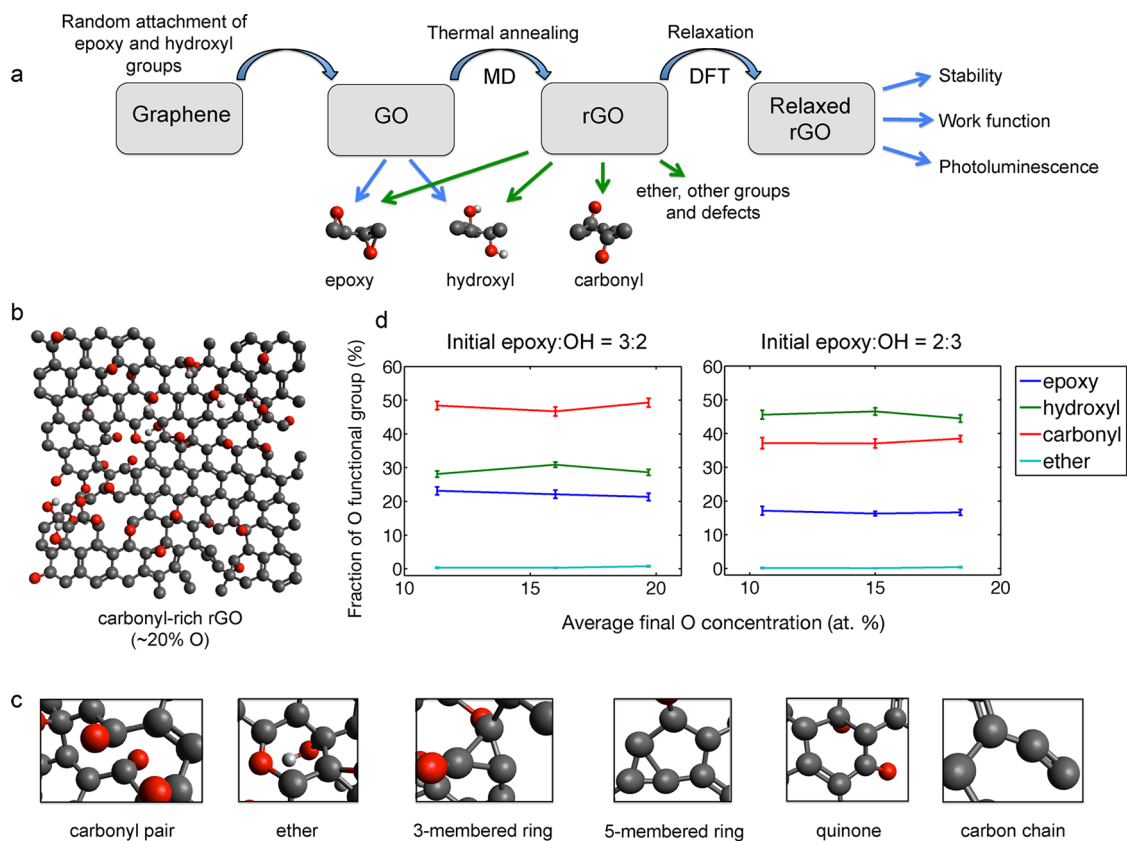 Random attachment of
epoxy and hydroxyl
groups
Thermal annealing
Relaxation
a
MD
DFT
Graphene
GO
rGO
Relaxed
rGO
Stability
Work function
Photoluminescence
ether, other groups
and defects
epoxy
hydroxyl
carbonyl
b
carbonyl-rich rGO
(~20% O)
d
Initial epoxy:OH = 3:2
Initial epoxy:OH = 2:3
Fraction of O functional group (%)
60
50
40
30
20
10
0
10
15
20
60
50
40
30
20
10
0
10
15
20
Average final O concentration (at. %)
epoxy
hydroxyl
carbonyl
ether
c
carbonyl pair
ether
3-membered ring
5-membered ring
quinone
carbon chain